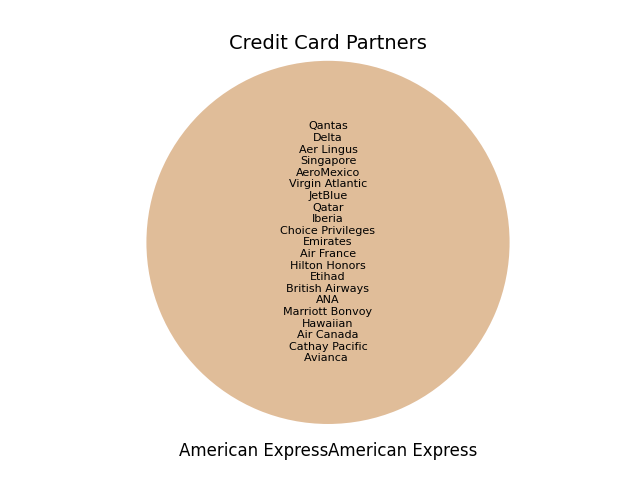 Credit Card Partners
Qantas
Delta
Aer Lingus
Singapore
AeroMexico
Virgin Atlantic
JetBlue
Qatar
Iberia
Choice Privileges
Emirates
Air France
Hilton Honors
Etihad
British Airways
ANA
Marriott Bonvoy
Hawaiian
Air Canada
Cathay Pacific
Avianca
American ExpressAmerican Express